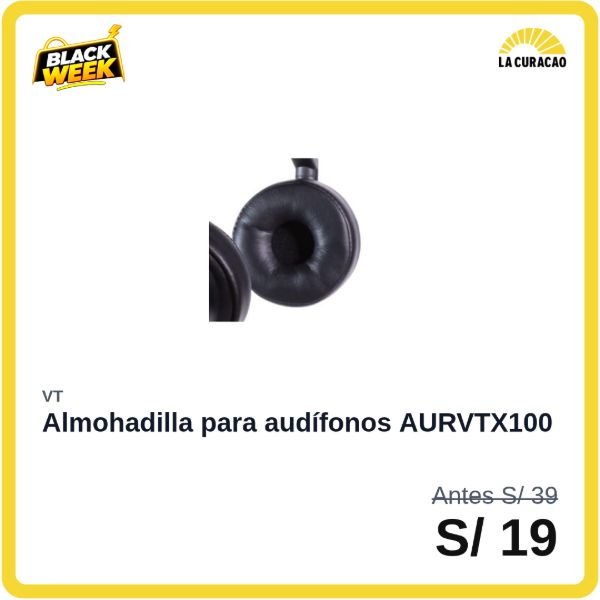 BLACK
WEEK
LA CURACAO
VT
Almohadilla para audífonos AURVTX100
Antes S/ 39
S/ 19